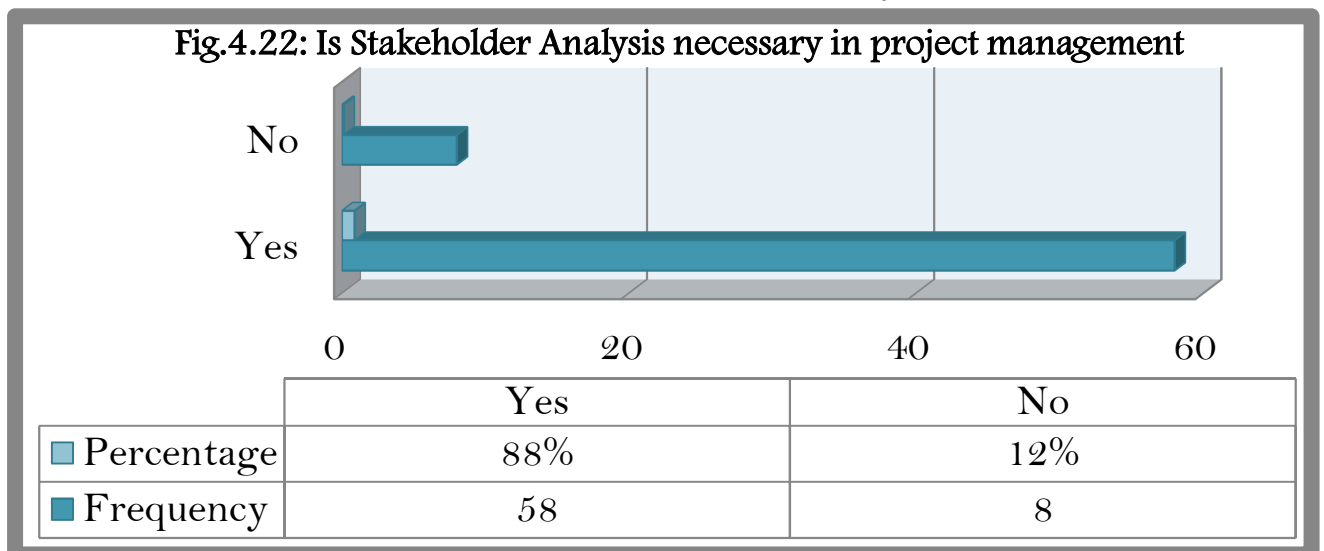 Fig.4.22: Is Stakeholder Analysis necessary in project management
No
Yes
0 20 40 60
Yes No
Percentage 88% 12%
Frequency 58 8